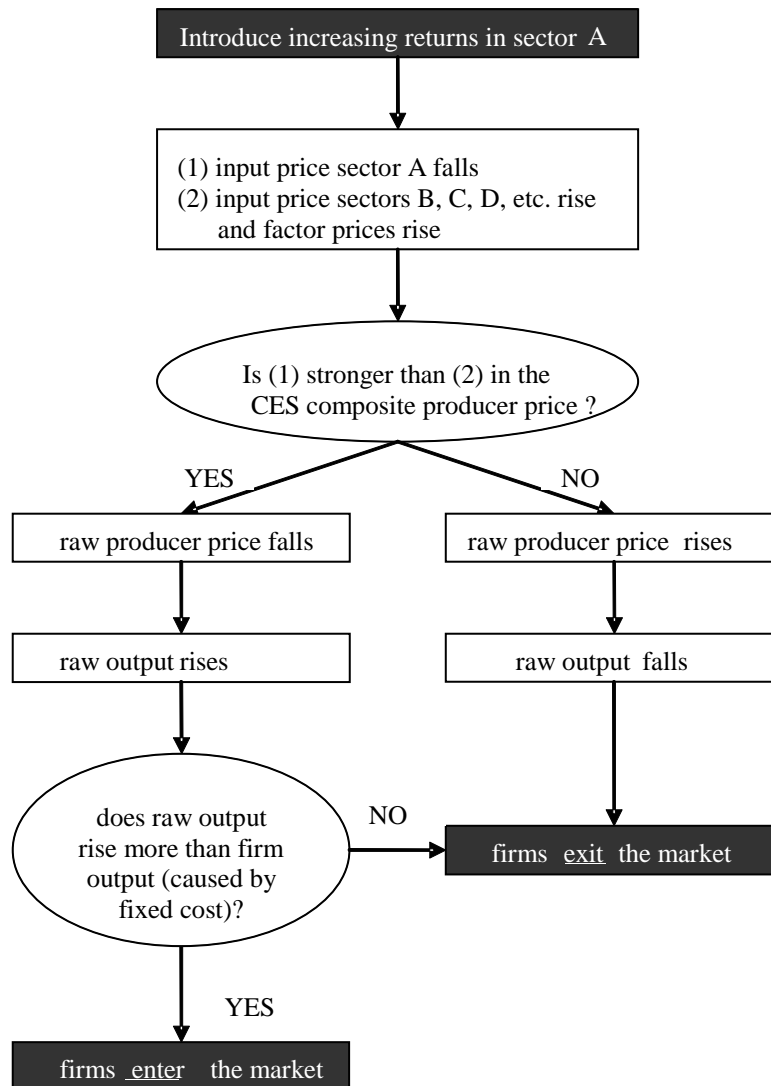 Introduce increasing returns in sector A
(1) input price sector A falls
(2) input price sectors B, C, D, etc. rise
and factor prices rise
Is (1) stronger than (2) in the
CES composite producer price ?
YES
NO
raw producer price falls
raw producer price rises
raw output rises
raw output falls
does raw output
rise more than firm
output (caused by
fixed cost)?
NO
firms exit the market
YES
firms enter the market